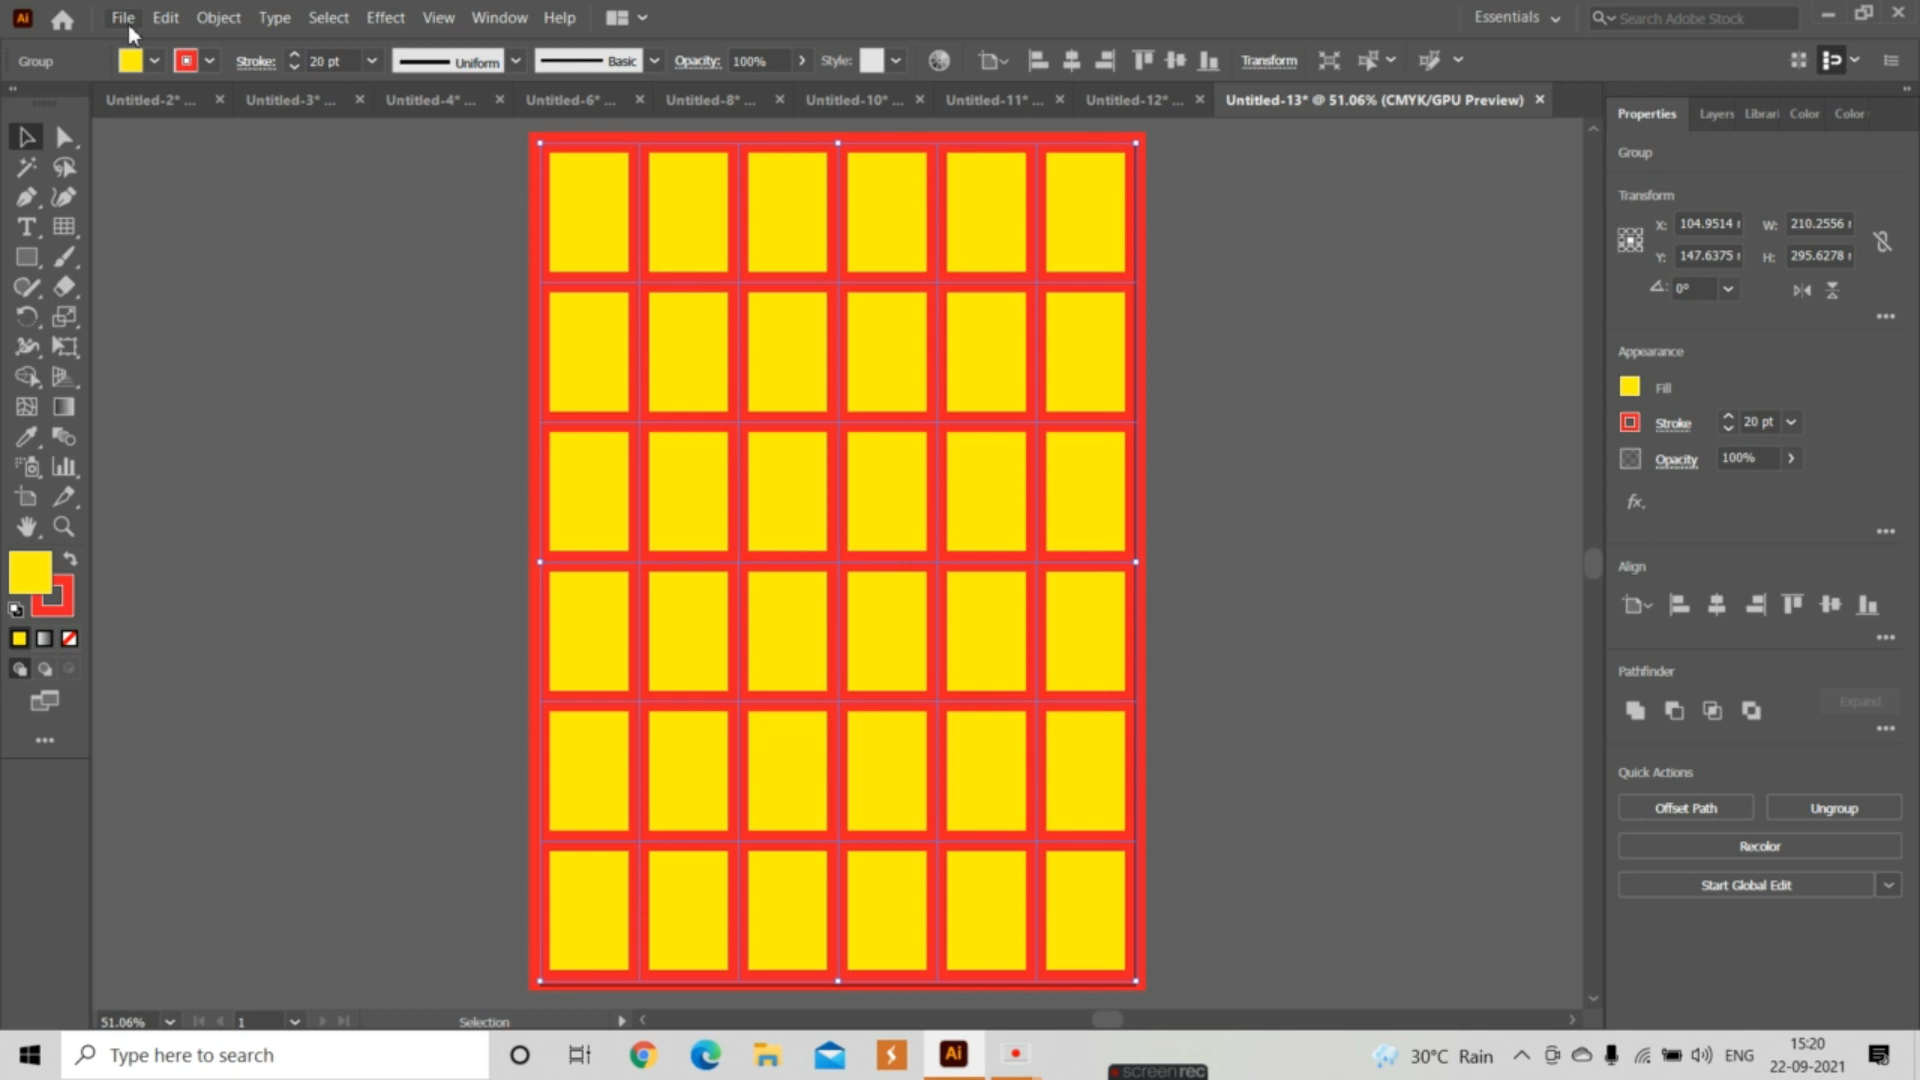 Ai File Edit Object Type Select Effect View Window Help Essentials Search Adobe Stock
Group Stroke: 20 pt Uniform Basic Opacity: 100% Style: Transform
Untitled-2* ... Untitled-3* ... Untitled-4* ... Untitled-6* ... Untitled-8* ... Untitled-10* ... Untitled-11* ... Untitled-12* ... Untitled-13* @ 51.06% (CMYK/GPU Preview)
Properties Layers Librari Color Color
Group
Transform
X: 104.9514 W: 210.2556
Y: 147.6375 H: 295.6278
0°
Appearance
Fill
Stroke 20 pt
Opacity 100%
fx.
Align
Pathfinder
Expand
Quick Actions
Offset Path Ungroup
Recolor
Start Global Edit
51.06% 1 Selection
Type here to search Ai 30°C Rain ENG 15:20
22-09-2021
screenrec